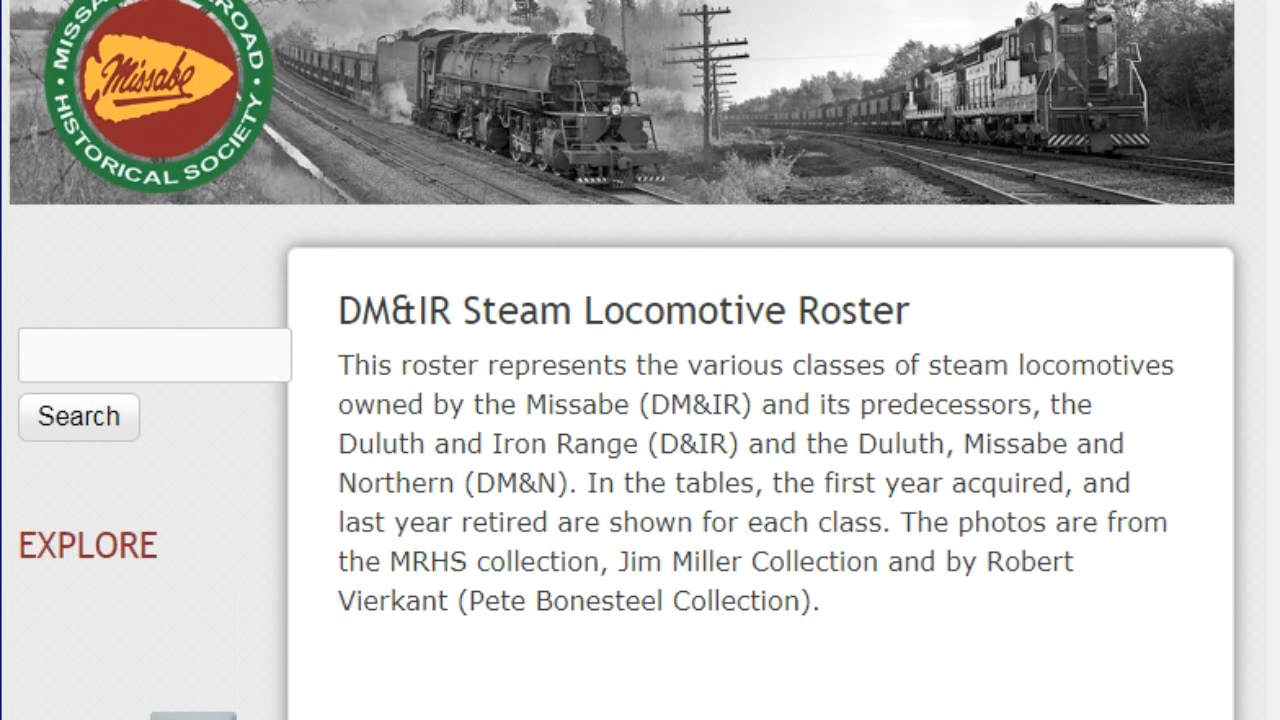 MISSA ROAD
Missabe
HISTORICAL SOCIETY
DM&IR Steam Locomotive Roster
This roster represents the various classes of steam locomotives
owned by the Missabe (DM&IR) and its predecessors, the
Duluth and Iron Range (D&IR) and the Duluth, Missabe and
Northern (DM&N). In the tables, the first year acquired, and
last year retired are shown for each class. The photos are from
the MRHS collection, Jim Miller Collection and by Robert
Vierkant (Pete Bonesteel Collection).
Search
EXPLORE